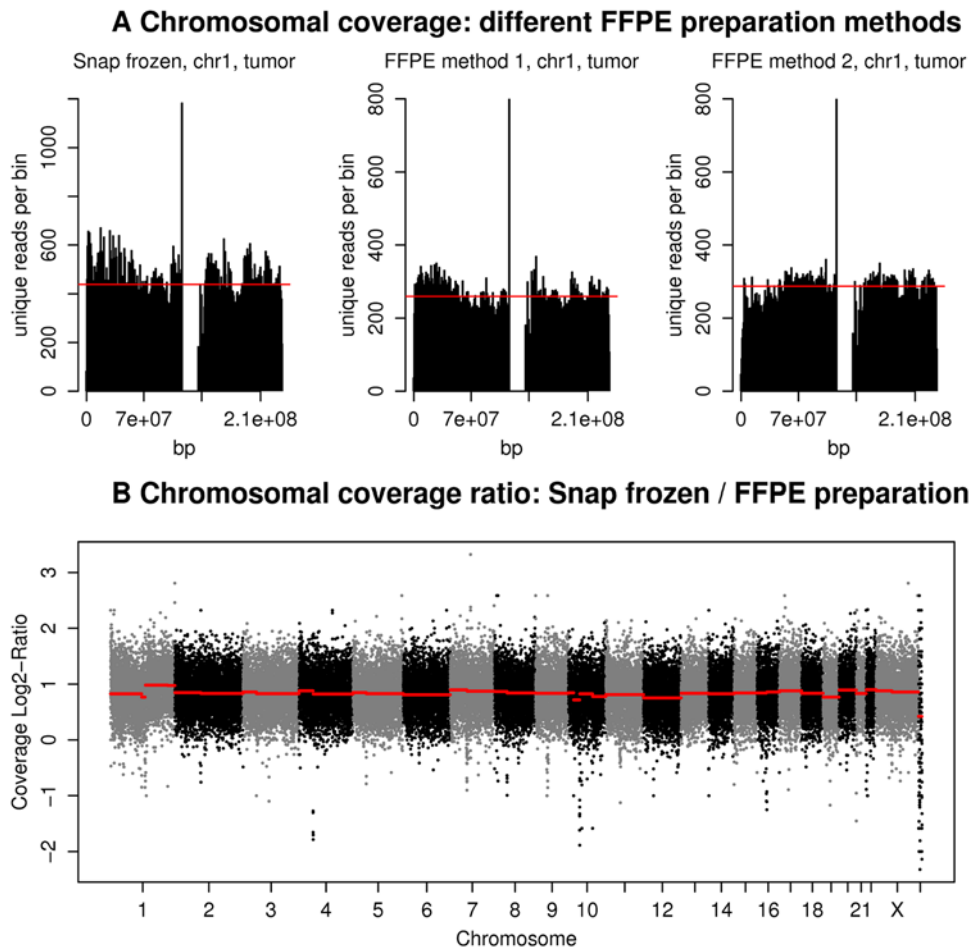 A Chromosomal coverage: different FFPE preparation methods
Snap frozen, chr1, tumor
FFPE method 1, chr1, tumor
FFPE method 2, chr1, tumor
unique reads per bin
0
200
400
600
1000
0
7e+07
2.1e+08
bp
unique reads per bin
0
200
400
600
800
0
7e+07
2.1e+08
bp
unique reads per bin
0
200
400
600
800
0
7e+07
2.1e+08
bp
B Chromosomal coverage ratio: Snap frozen / FFPE preparation
Coverage Log2-Ratio
3
2
1
0
−1
−2
1 2 3 4 5 6 7 8 9 10 12 14 16 18 21 X
Chromosome